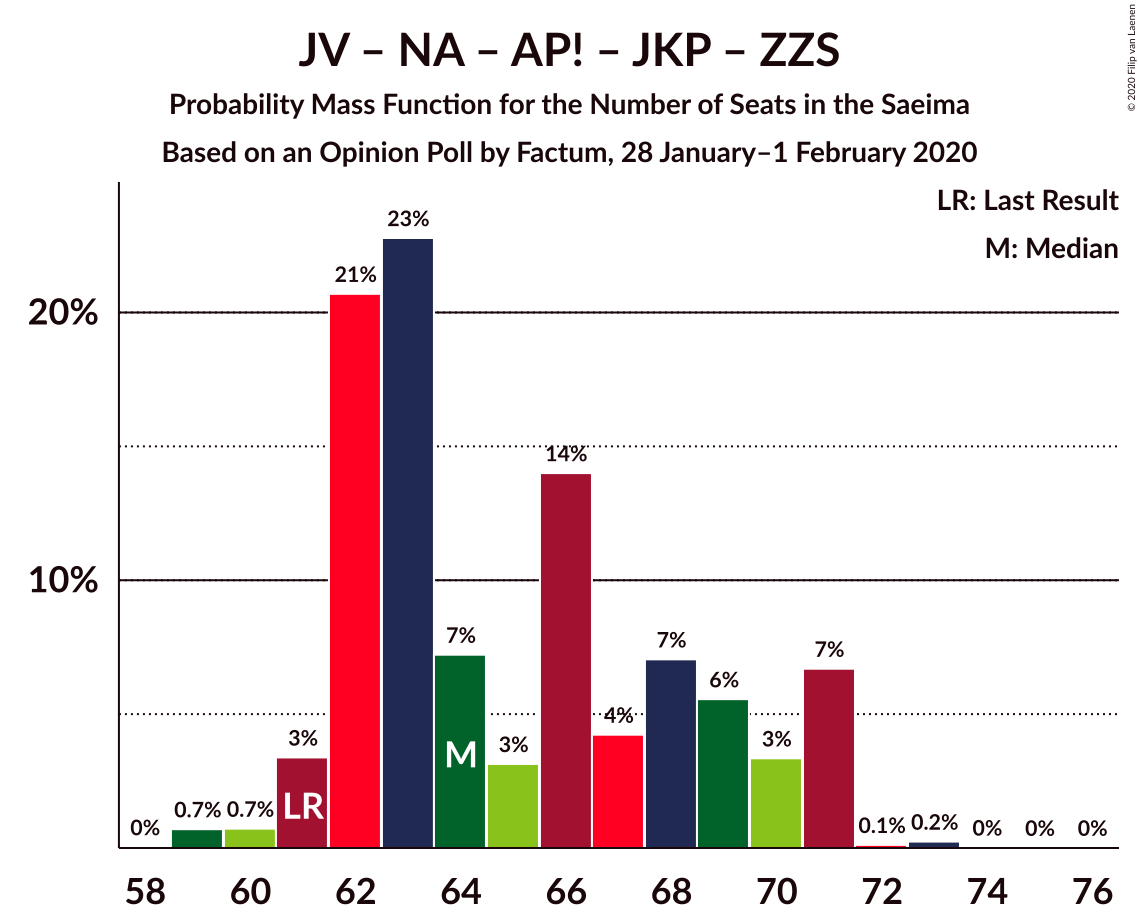 JV – NA – AP! – JKP – ZZS
Probability Mass Function for the Number of Seats in the Saeima
Based on an Opinion Poll by Factum, 28 January–1 February 2020
© 2020 Filip van Laenen
LR: Last Result
M: Median
20%
10%
0%
0.7%
0.7%
3%
21%
23%
7%
3%
14%
4%
7%
6%
3%
7%
0.1%
0.2%
0%
0%
0%
LR
M
58 60 62 64 66 68 70 72 74 76